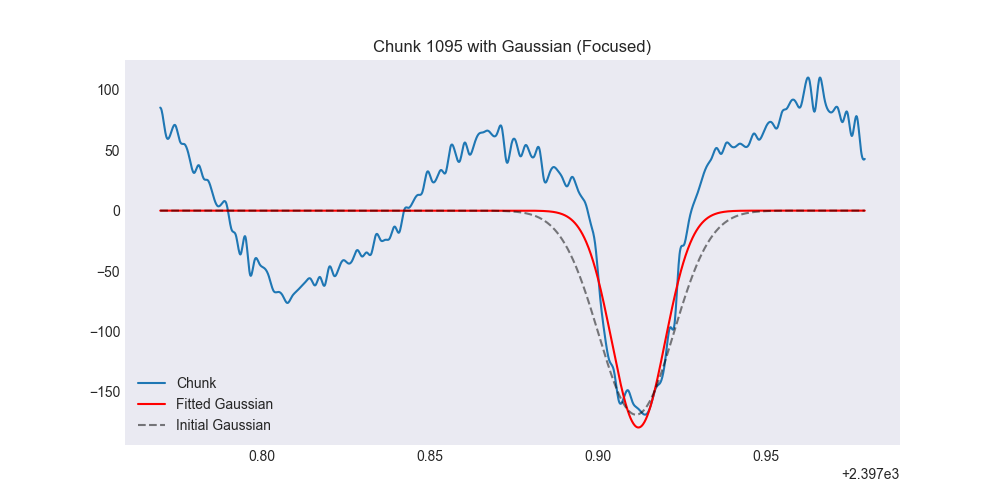 Chunk 1095 with Gaussian (Focused)
100
50
0
−50
−100
−150
Chunk
Fitted Gaussian
Initial Gaussian
0.80 0.85 0.90 0.95
+2.397e3